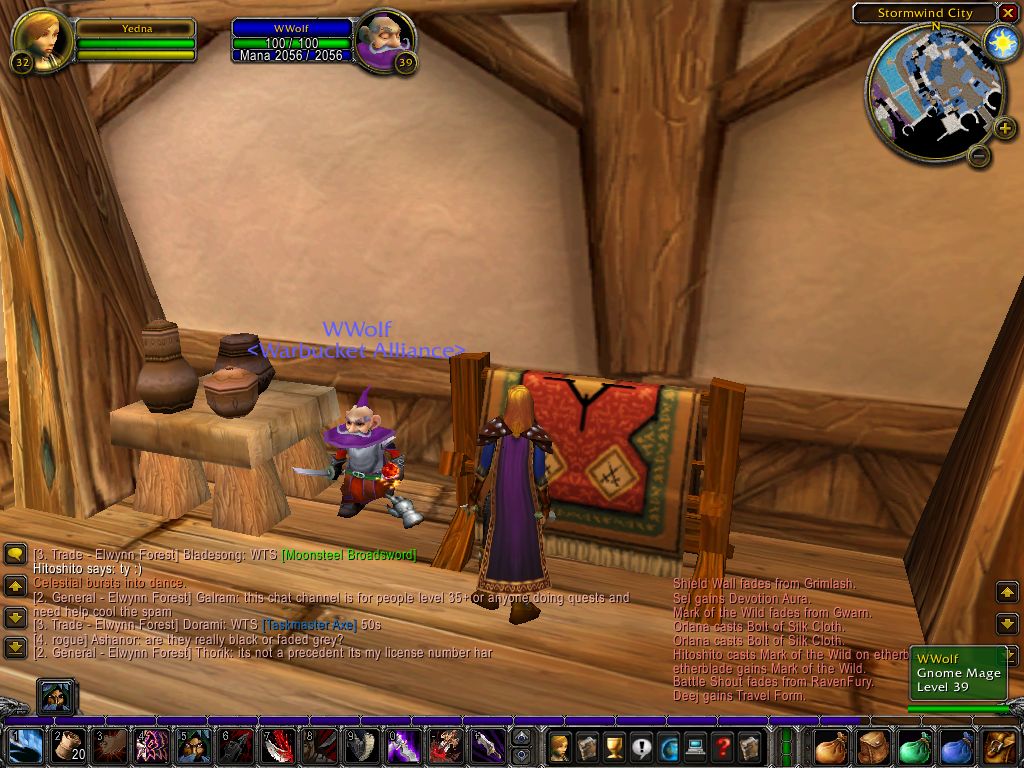 Yedna
32
WWolf
100 / 100
Mana 2056 / 2056
39
Stormwind City
N
WWolf
<Warbucket Alliance>
[3. Trade - Elwynn Forest] Bladesong: WTS [Moonsteel Broadsword]
Hitoshito says: ty :)
Celestial bursts into dance.
[2. General - Elwynn Forest] Galram: this chat channel is for people level 35+ or anyone doing quests and
need help cool the spam
[3. Trade - Elwynn Forest] Dorami: WTS [Taskmaster Axe] 50s
[4. rogue] Ashanor: are they really black or faded grey?
[2. General - Elwynn Forest] Thorik: its not a precedent its my license number har
Shield Wall fades from Grimlash.
Sej gains Devotion Aura.
Mark of the Wild fades from Gwarn.
Orlana casts Bolt of Silk Cloth.
Orlana casts Bolt of Silk Cloth.
Hitoshito casts Mark of the Wild on etherb
etherblade gains Mark of the Wild.
Battle Shout fades from RavenFury.
Deej gains Travel Form.
WWolf
Gnome Mage
Level 39
1 2 20 3 5 6 8 9 0